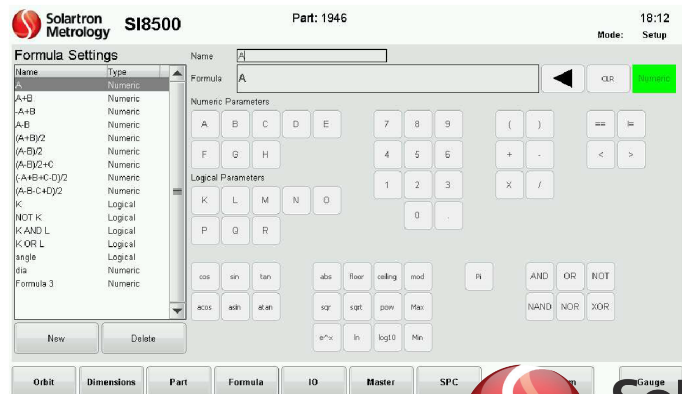 Solartron Metrology SI8500 Part: 1946 18:12
Mode: Setup
Formula Settings
Name Type
A Numeric
A+B Numeric
-A+B Numeric
A-B Numeric
(A+B)/2 Numeric
(A-B)/2 Numeric
(A-B)/2+C Numeric
(-A+B+C-D)/2 Numeric
(A-B-C+D)/2 Numeric
K Logical
NOT K Logical
K AND L Logical
K OR L Logical
angle Logical
dia Numeric
Formula 3 Numeric
New Delete
Name A
Formula A CLR Numeric
Numeric Parameters
A B C D E 7 8 9 ( ) == !=
F G H 4 5 6 + - < >
Logical Parameters
1 2 3 X /
K L M N O
0 .
P Q R
cos sin tan abs floor ceiling mod Pi AND OR NOT
acos asin atan sqr sqrt pow Max NAND NOR XOR
e^x ln log10 Min
Orbit Dimensions Part Formula IO Master SPC Gauge